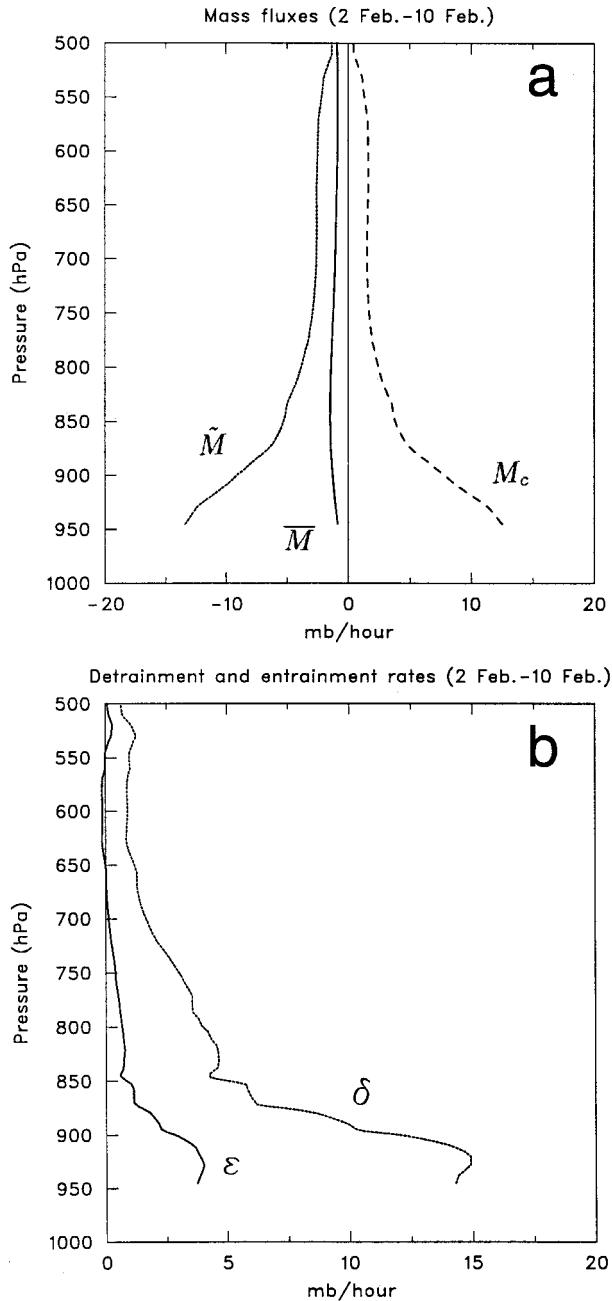 Mass fluxes (2 Feb.-10 Feb.)
a
500
550
600
650
700
750
800
850
900
950
1000
Pressure (hPa)
M̃
M̅
M_c
-20
-10
0
10
20
mb/hour
Detrainment and entrainment rates (2 Feb.-10 Feb.)
b
500
550
600
650
700
750
800
850
900
950
1000
Pressure (hPa)
δ
ε
0
5
10
15
20
mb/hour